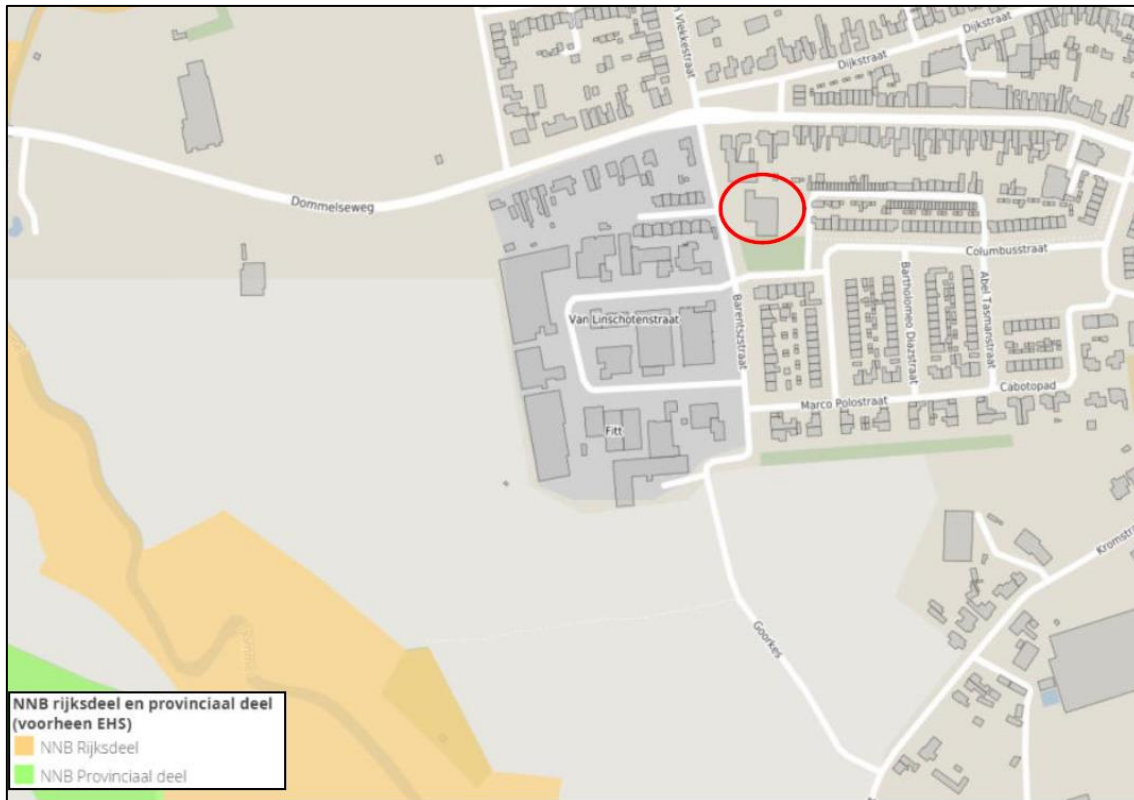 n Vlekkestraat
Dijkstraat
Dijkstraat
Dommelseweg
Columbusstraat
Barentszstraat
Bartholomeo Diazstraat
Abel Tasmanstraat
Van Linschotenstraat
Cabotopad
Marco Polostraat
Fitt
Goorkes
NNB rijksdeel en provinciaal deel
(voorheen EHS)
NNB Rijksdeel
NNB Provinciaal deel